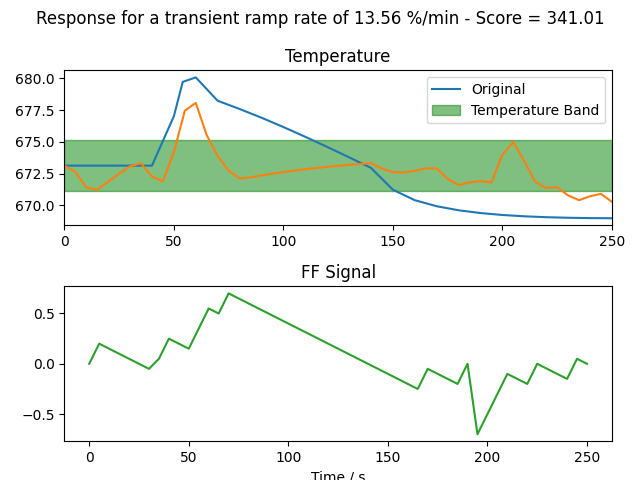 Response for a transient ramp rate of 13.56 %/min - Score = 341.01
Temperature
680.0
677.5
675.0
672.5
670.0
Original
Temperature Band
0 50 100 150 200 250
FF Signal
0.5
0.0
−0.5
0 50 100 150 200 250
Time / s